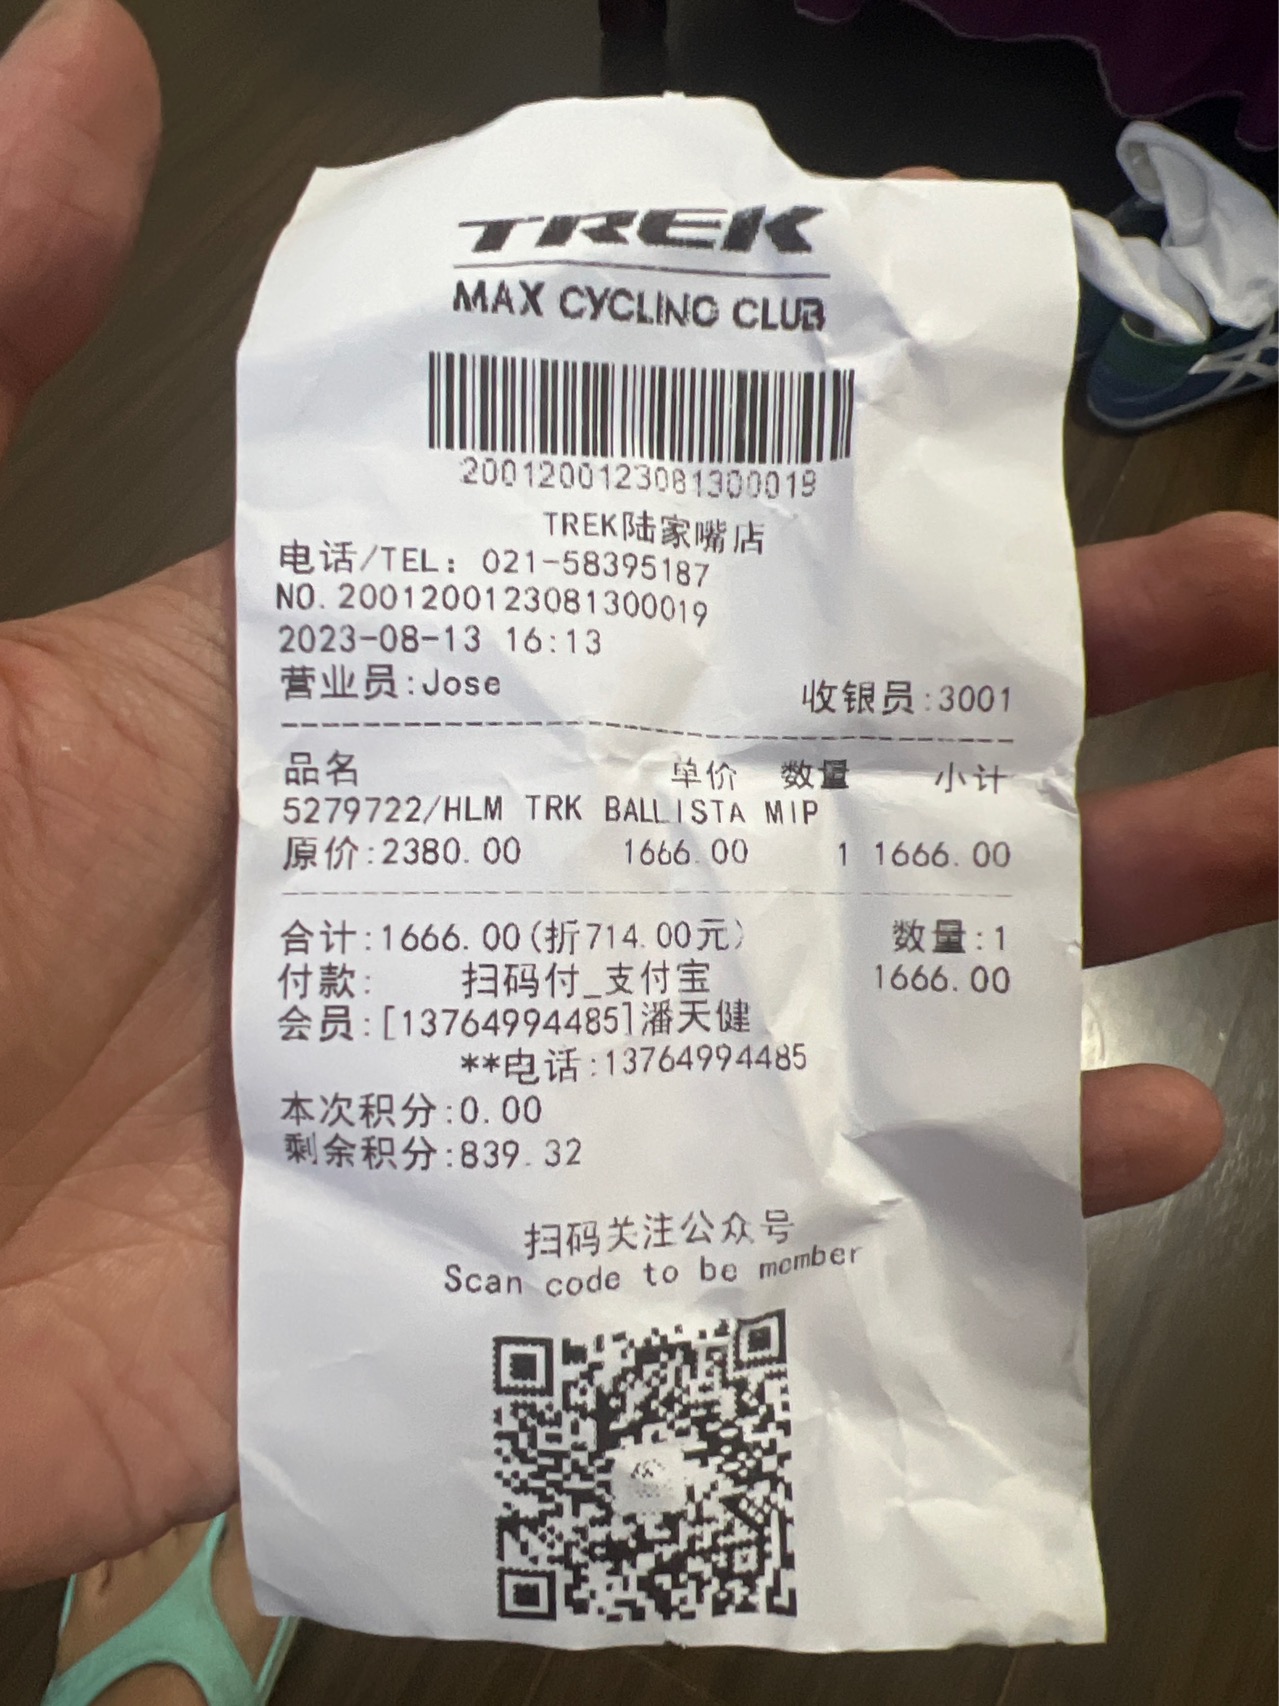 TREK
MAX CYCLING CLUB
2001200123081300019
TREK陆家嘴店
电话/TEL: 021-58395187
NO.2001200123081300019
2023-08-13 16:13
营业员:Jose 收银员:3001
品名 单价 数量 小计
5279722/HLM TRK BALLISTA MIP
原价:2380.00 1666.00 1 1666.00
合计:1666.00(折714.00元) 数量:1
付款: 扫码付_支付宝 1666.00
会员:[13764994485]潘天健
**电话:13764994485
本次积分:0.00
剩余积分:839.32
扫码关注公众号
Scan code to be member